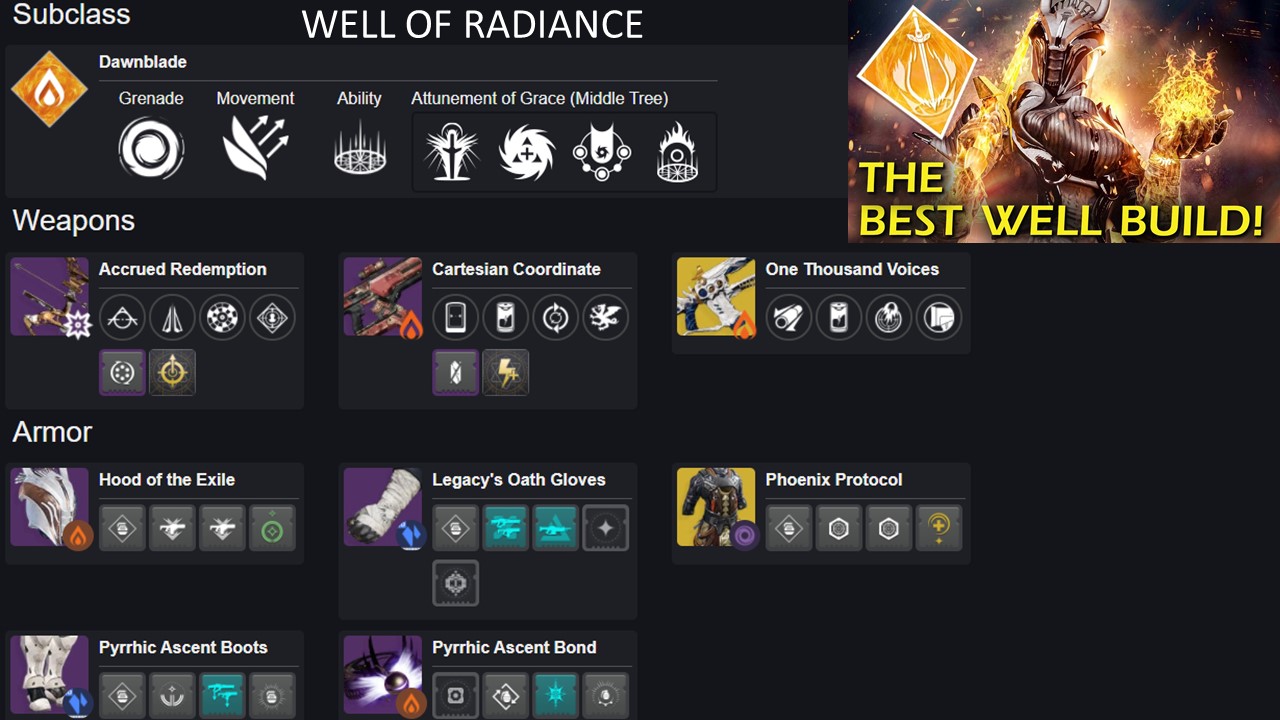 Subclass
WELL OF RADIANCE
Dawnblade
Grenade
Movement
Ability
Attunement of Grace (Middle Tree)
THE
BEST WELL BUILD!
Weapons
Accrued Redemption
Cartesian Coordinate
One Thousand Voices
Armor
Hood of the Exile
Legacy's Oath Gloves
Phoenix Protocol
Pyrrhic Ascent Boots
Pyrrhic Ascent Bond